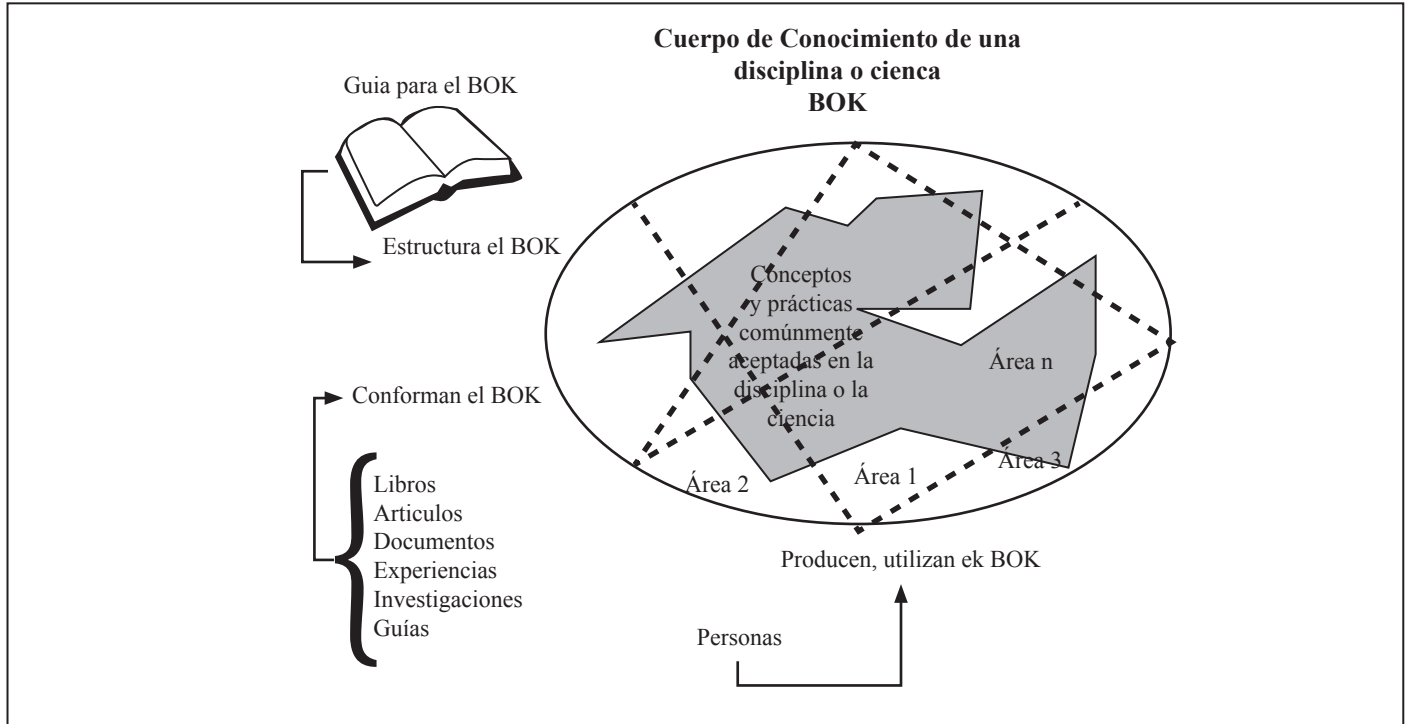 Cuerpo de Conocimiento de una
disciplina o cienca
BOK
Guia para el BOK
Estructura el BOK
Conforman el BOK
Libros
Articulos
Documentos
Experiencias
Investigaciones
Guías
Conceptos
y prácticas
comúnmente
aceptadas en la
disciplina o la
ciencia
Área n
Área 3
Área 1
Área 2
Producen, utilizan ek BOK
Personas